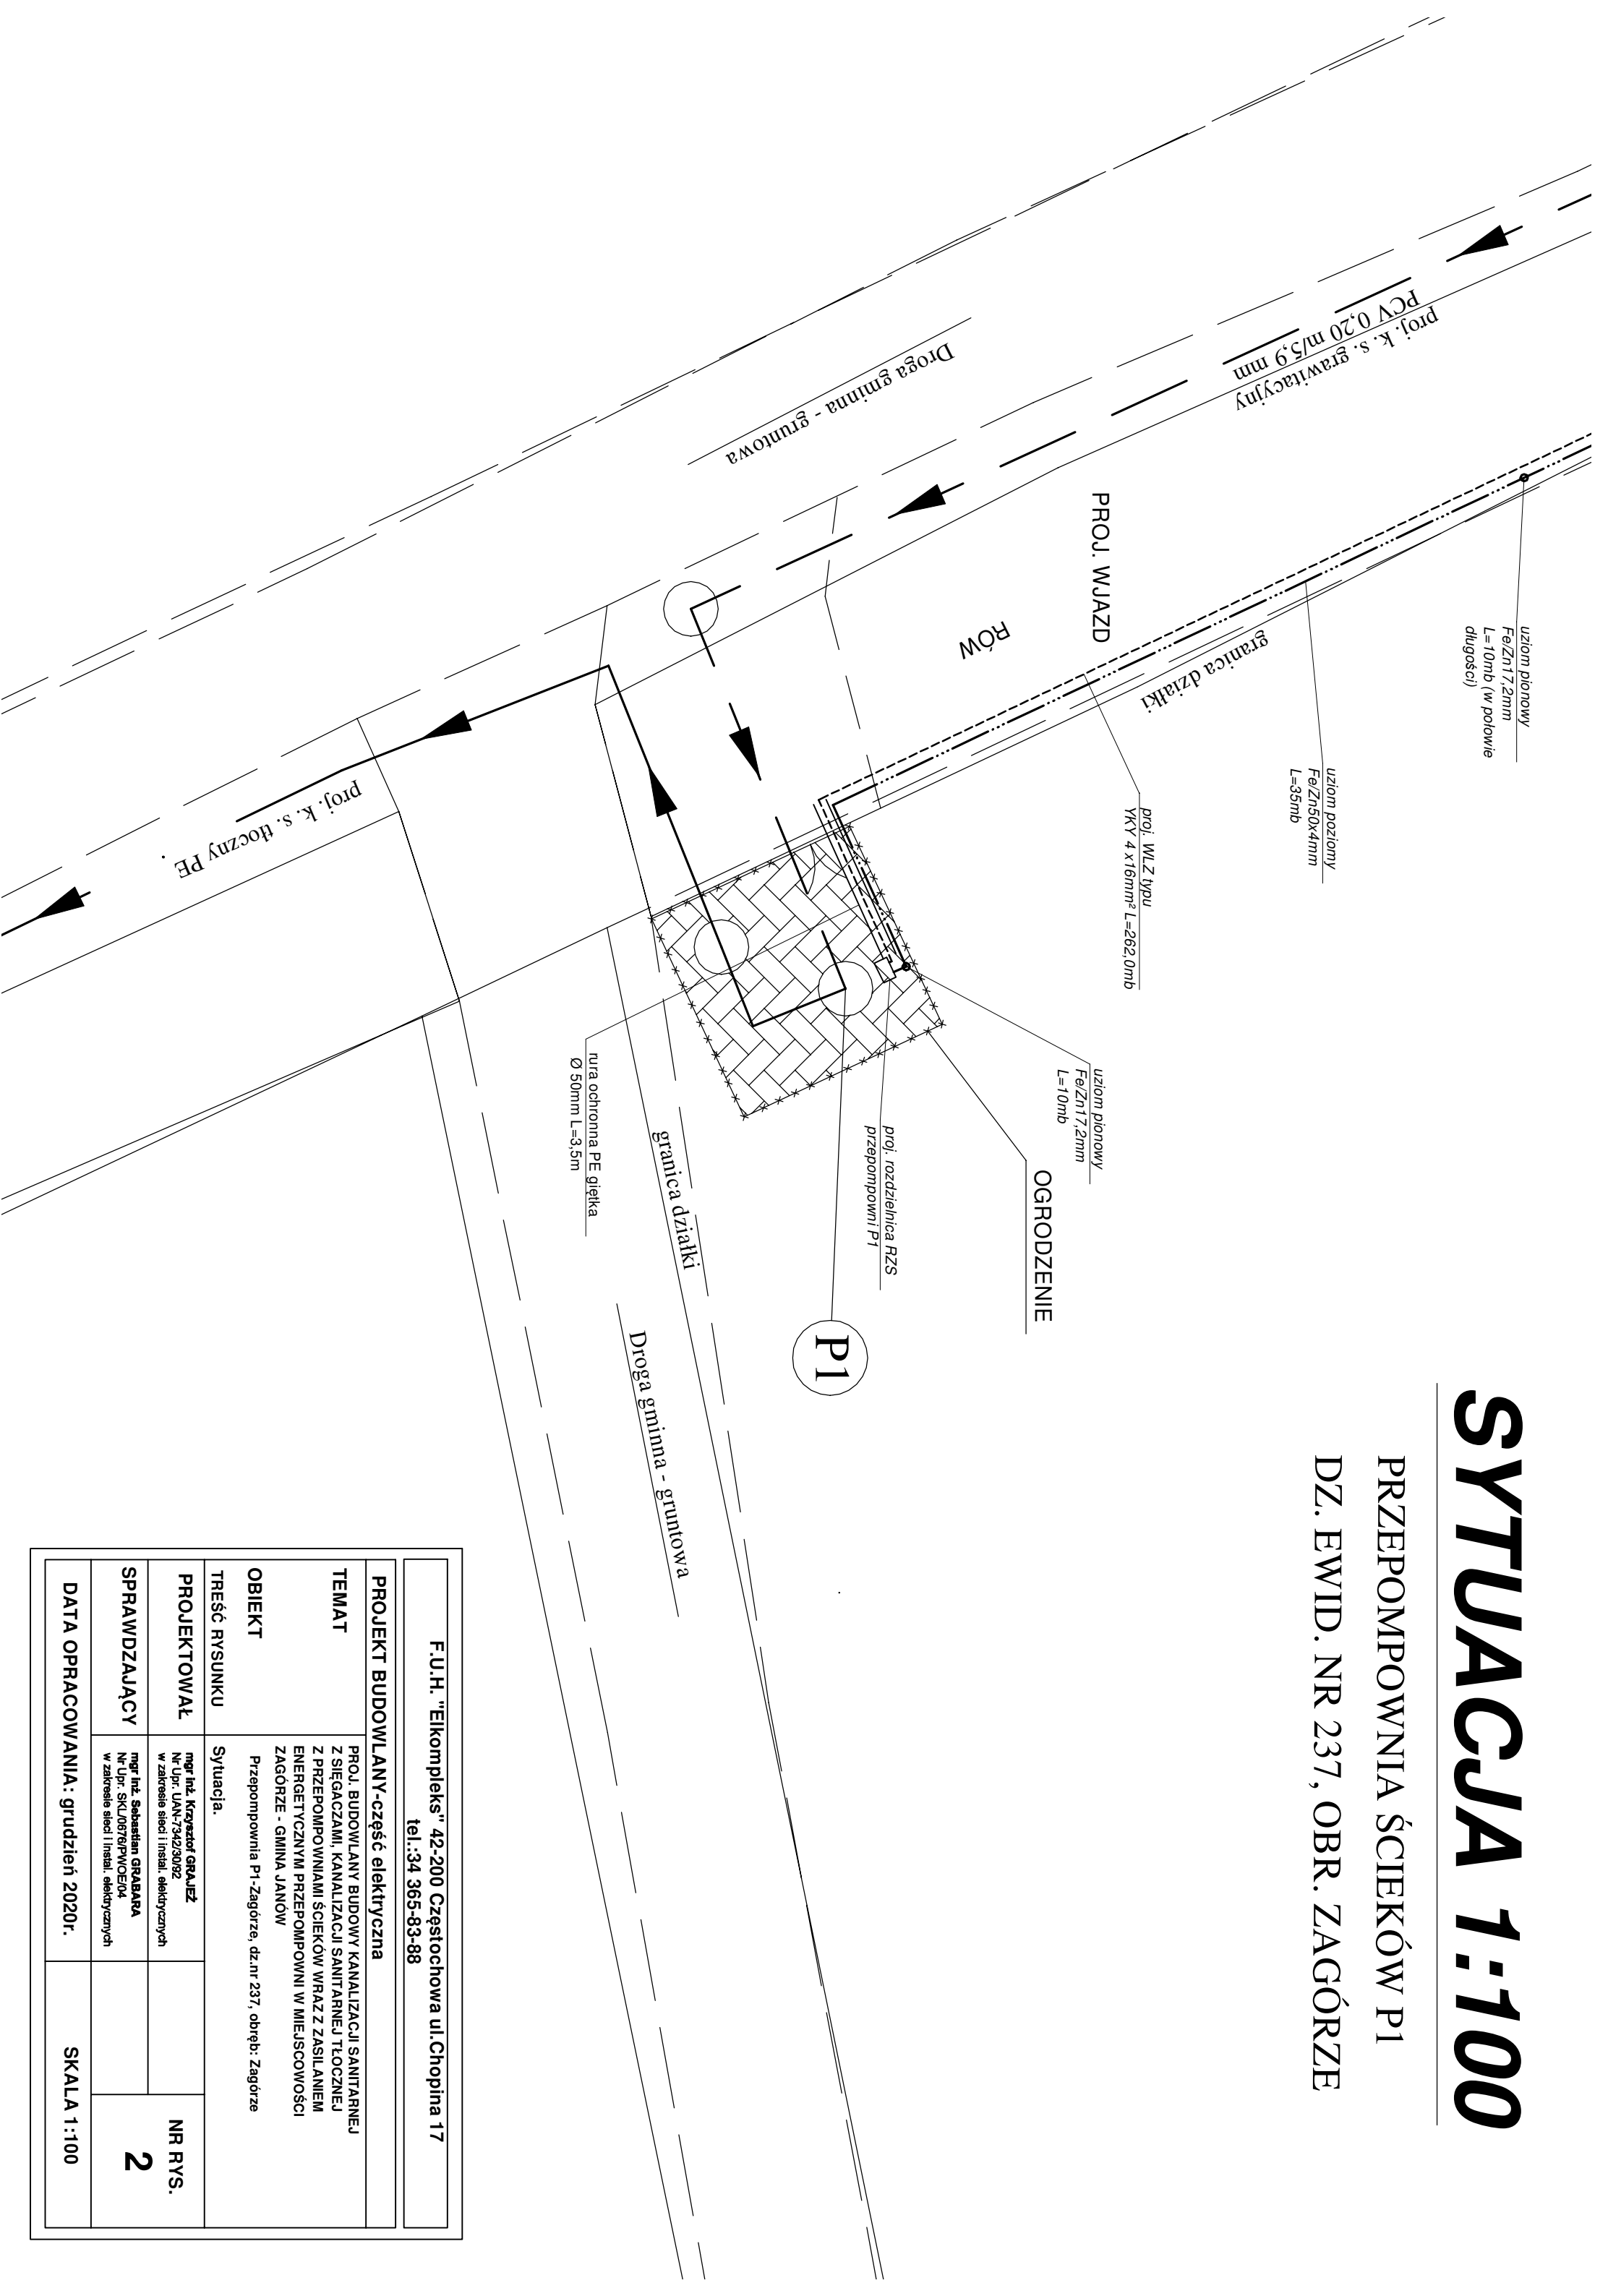 SYTUACJA 1:100
PRZEPOMPOWNIA ŚCIEKÓW P1
DZ. EWID. NR 237, OBR. ZAGÓRZE
uziom pionowy
Fe/Zn17,2mm
L=10mb (w połowie
długości)
uziom poziomy
Fe/Zn50x4mm
L=35mb
proj. k. s. grawitacyjny
PCV 0,20 m/5,9 mm
granica działki
proj. WLZ typu
YKY 4 x16mm² L=262,0mb
PROJ. WJAZD
RÓW
Droga gminna - gruntowa
uziom pionowy
Fe/Zn17,2mm
L=10mb
OGRODZENIE
proj. rozdzielnica RZS
przepompowni P1
P1
granica działki
Droga gminna - gruntowa
rura ochronna PE giętka
Ø 50mm L=3,5m
proj. k. s. tłoczny PE .
F.U.H. "Elkompleks" 42-200 Częstochowa ul.Chopina 17
tel.:34 365-83-88
PROJEKT BUDOWLANY-część elektryczna
TEMAT
PROJ. BUDOWLANY BUDOWY KANALIZACJI SANITARNEJ
Z SIĘGACZAMI, KANALIZACJI SANITARNEJ TŁOCZNEJ
Z PRZEPOMPOWNIAMI ŚCIEKÓW WRAZ Z ZASILANIEM
ENERGETYCZNYM PRZEPOMPOWNI W MIEJSCOWOŚCI
ZAGÓRZE - GMINA JANÓW
OBIEKT
Przepompownia P1-Zagórze, dz.nr 237, obręb: Zagórze
TREŚĆ RYSUNKU
Sytuacja.
PROJEKTOWAŁ
mgr inż. Krzysztof GRAJEŻ
Nr Upr. UAN-7342/30/92
w zakresie sieci i instal. elektrycznych
NR RYS.
2
SPRAWDZAJĄCY
mgr inż. Sebastian GRABARA
Nr Upr. SKL/0676/PWOE/04
w zakresie sieci i instal. elektrycznych
DATA OPRACOWANIA: grudzień 2020r.
SKALA 1:100